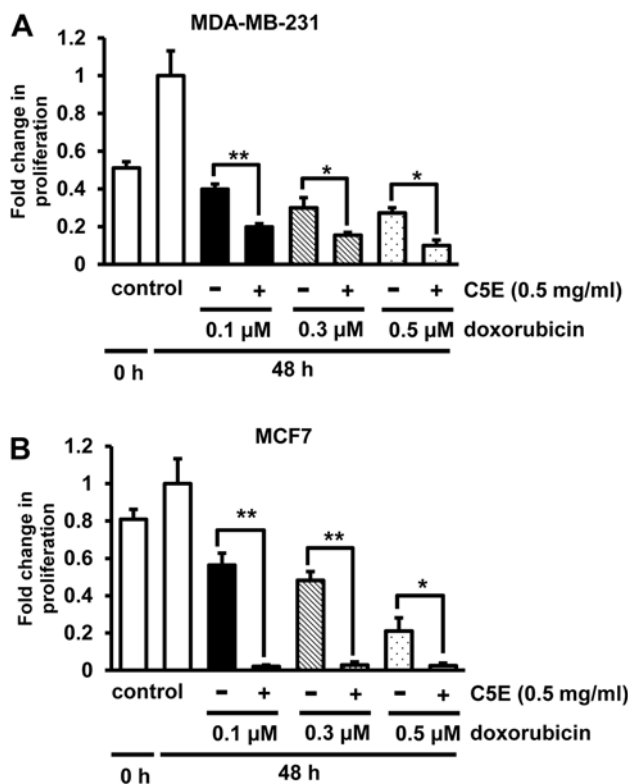 A
MDA-MB-231
Fold change in
proliferation
1.2
1
0.8
0.6
0.4
0.2
0
**
*
*
control
- + - + - + C5E (0.5 mg/ml)
0.1 µM 0.3 µM 0.5 µM doxorubicin
0 h 48 h
B
MCF7
Fold change in
proliferation
1.2
1
0.8
0.6
0.4
0.2
0
**
**
*
control
- + - + - + C5E (0.5 mg/ml)
0.1 µM 0.3 µM 0.5 µM doxorubicin
0 h 48 h